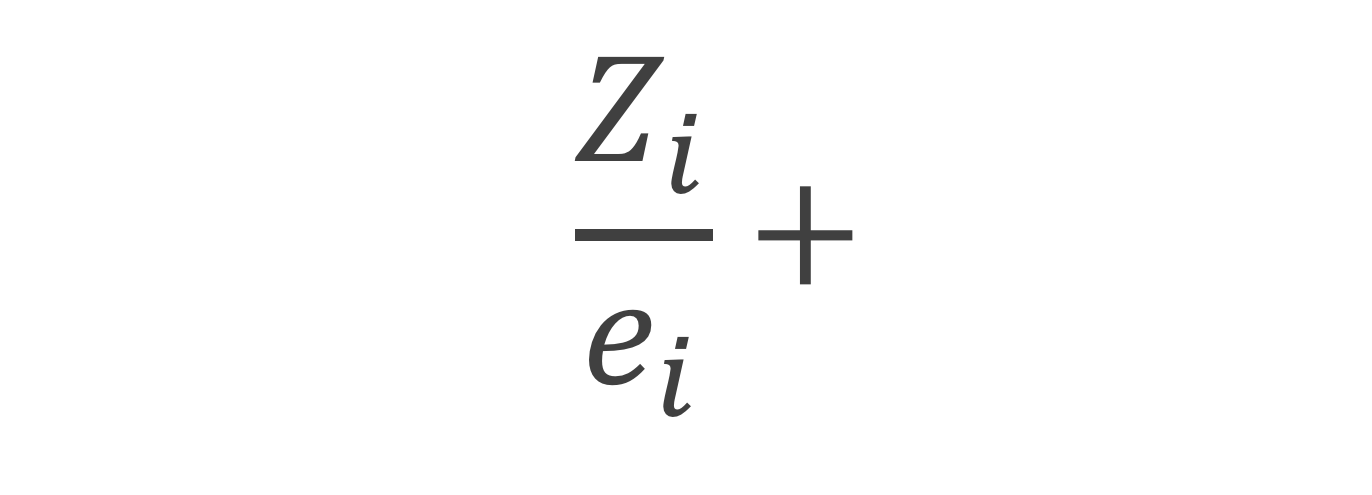 Z_i
e_i +